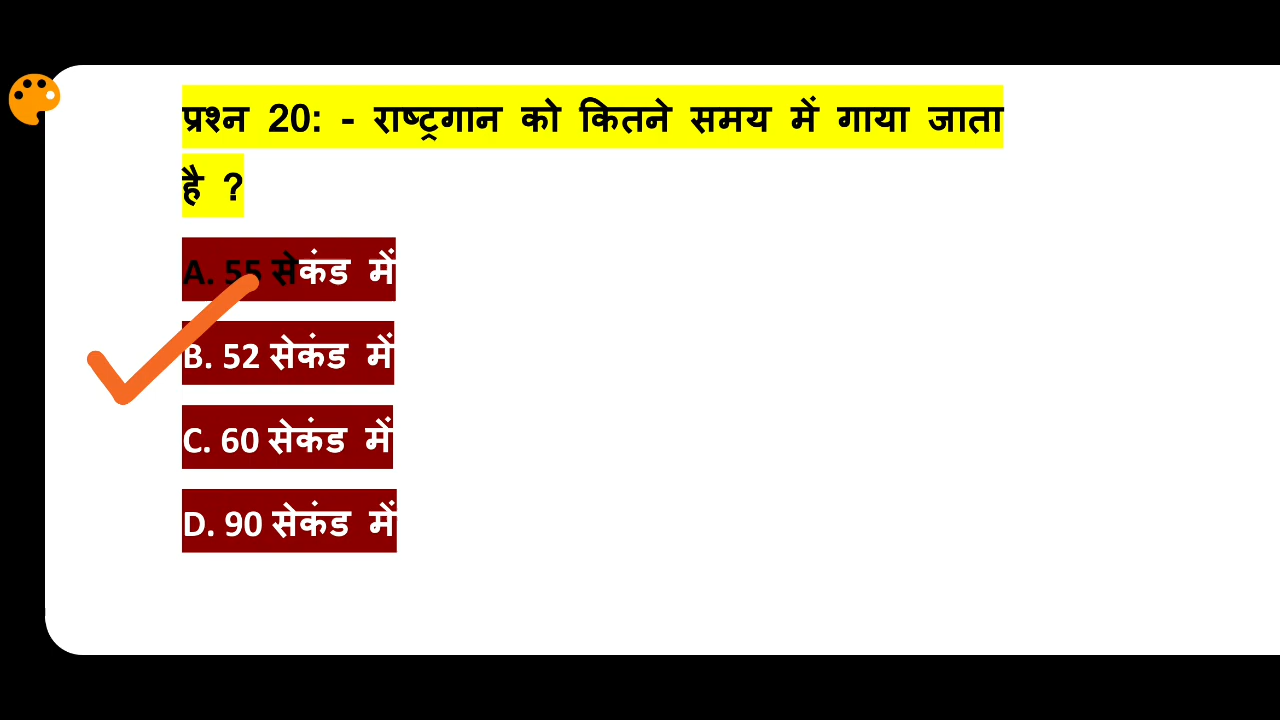 प्रश्न 20: - राष्ट्रगान को कितने समय में गाया जाता
है ?
A. 55 सेकंड में
B. 52 सेकंड में
C. 60 सेकंड में
D. 90 सेकंड में